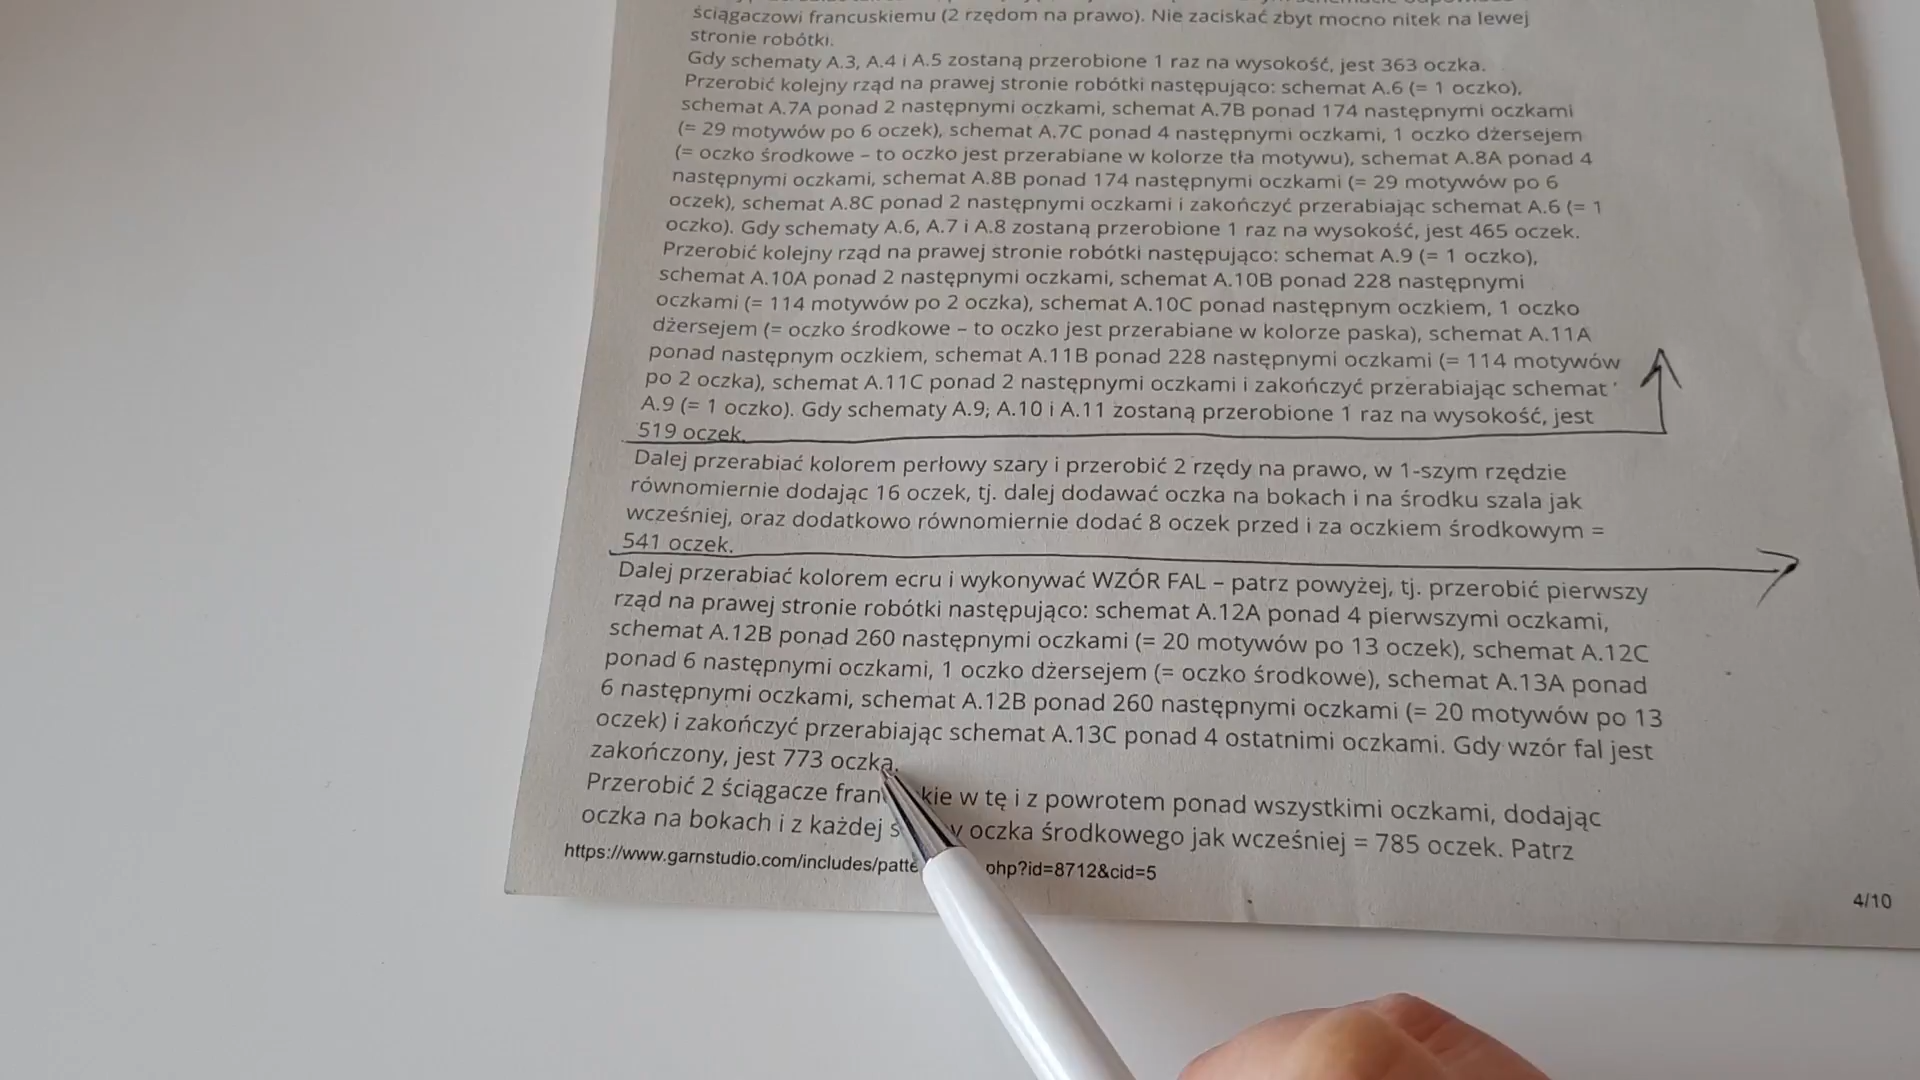 ściągaczowi francuskiemu (2 rzędom na prawo). Nie zaciskać zbyt mocno nitek na lewej
stronie robótki.
Gdy schematy A.3, A.4 i A.5 zostaną przerobione 1 raz na wysokość, jest 363 oczka.
Przerobić kolejny rząd na prawej stronie robótki następująco: schemat A.6 (= 1 oczko),
schemat A.7A ponad 2 następnymi oczkami, schemat A.7B ponad 174 następnymi oczkami
(= 29 motywów po 6 oczek), schemat A.7C ponad 4 następnymi oczkami, 1 oczko dżersejem
(= oczko środkowe – to oczko jest przerabiane w kolorze tła motywu), schemat A.8A ponad 4
następnymi oczkami, schemat A.8B ponad 174 następnymi oczkami (= 29 motywów po 6
oczek), schemat A.8C ponad 2 następnymi oczkami i zakończyć przerabiając schemat A.6 (= 1
oczko). Gdy schematy A.6, A.7 i A.8 zostaną przerobione 1 raz na wysokość, jest 465 oczek.
Przerobić kolejny rząd na prawej stronie robótki następująco: schemat A.9 (= 1 oczko),
schemat A.10A ponad 2 następnymi oczkami, schemat A.10B ponad 228 następnymi
oczkami (= 114 motywów po 2 oczka), schemat A.10C ponad następnym oczkiem, 1 oczko
dżersejem (= oczko środkowe – to oczko jest przerabiane w kolorze paska), schemat A.11A
ponad następnym oczkiem, schemat A.11B ponad 228 następnymi oczkami (= 114 motywów
po 2 oczka), schemat A.11C ponad 2 następnymi oczkami i zakończyć przerabiając schemat
A.9 (= 1 oczko). Gdy schematy A.9, A.10 i A.11 zostaną przerobione 1 raz na wysokość, jest
519 oczek.
Dalej przerabiać kolorem perłowy szary i przerobić 2 rzędy na prawo, w 1-szym rzędzie
równomiernie dodając 16 oczek, tj. dalej dodawać oczka na bokach i na środku szala jak
wcześniej, oraz dodatkowo równomiernie dodać 8 oczek przed i za oczkiem środkowym =
541 oczek.
Dalej przerabiać kolorem ecru i wykonywać WZÓR FAL – patrz powyżej, tj. przerobić pierwszy
rząd na prawej stronie robótki następująco: schemat A.12A ponad 4 pierwszymi oczkami,
schemat A.12B ponad 260 następnymi oczkami (= 20 motywów po 13 oczek), schemat A.12C
ponad 6 następnymi oczkami, 1 oczko dżersejem (= oczko środkowe), schemat A.13A ponad
6 następnymi oczkami, schemat A.12B ponad 260 następnymi oczkami (= 20 motywów po 13
oczek) i zakończyć przerabiając schemat A.13C ponad 4 ostatnimi oczkami. Gdy wzór fal jest
zakończony, jest 773 oczka.
Przerobić 2 ściągacze w tę i z powrotem ponad wszystkimi oczkami, dodając
oczka na bokach i z każdej oczka środkowego jak wcześniej = 785 oczek. Patrz
https://www.garnstudio.com/includes/patte php?id=8712&cid=5
4/10